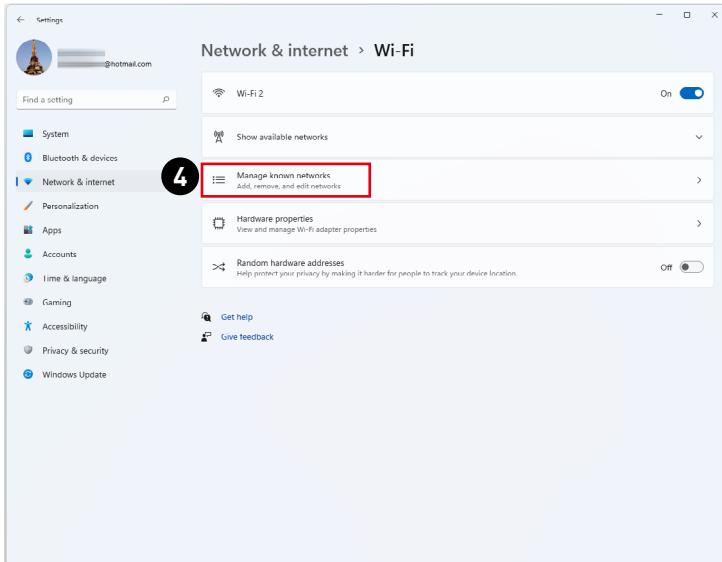 Settings
@hotmail.com
Find a setting
System
Bluetooth & devices
Network & internet
Personalization
Apps
Accounts
Time & language
Gaming
Accessibility
Privacy & security
Windows Update
Network & internet > Wi-Fi
Wi-Fi 2
On
Show available networks
4
Manage known networks
Add, remove, and edit networks
Hardware properties
View and manage Wi-Fi adapter properties
Random hardware addresses
Help protect your privacy by making it harder for people to track your device location.
Off
Get help
Give feedback